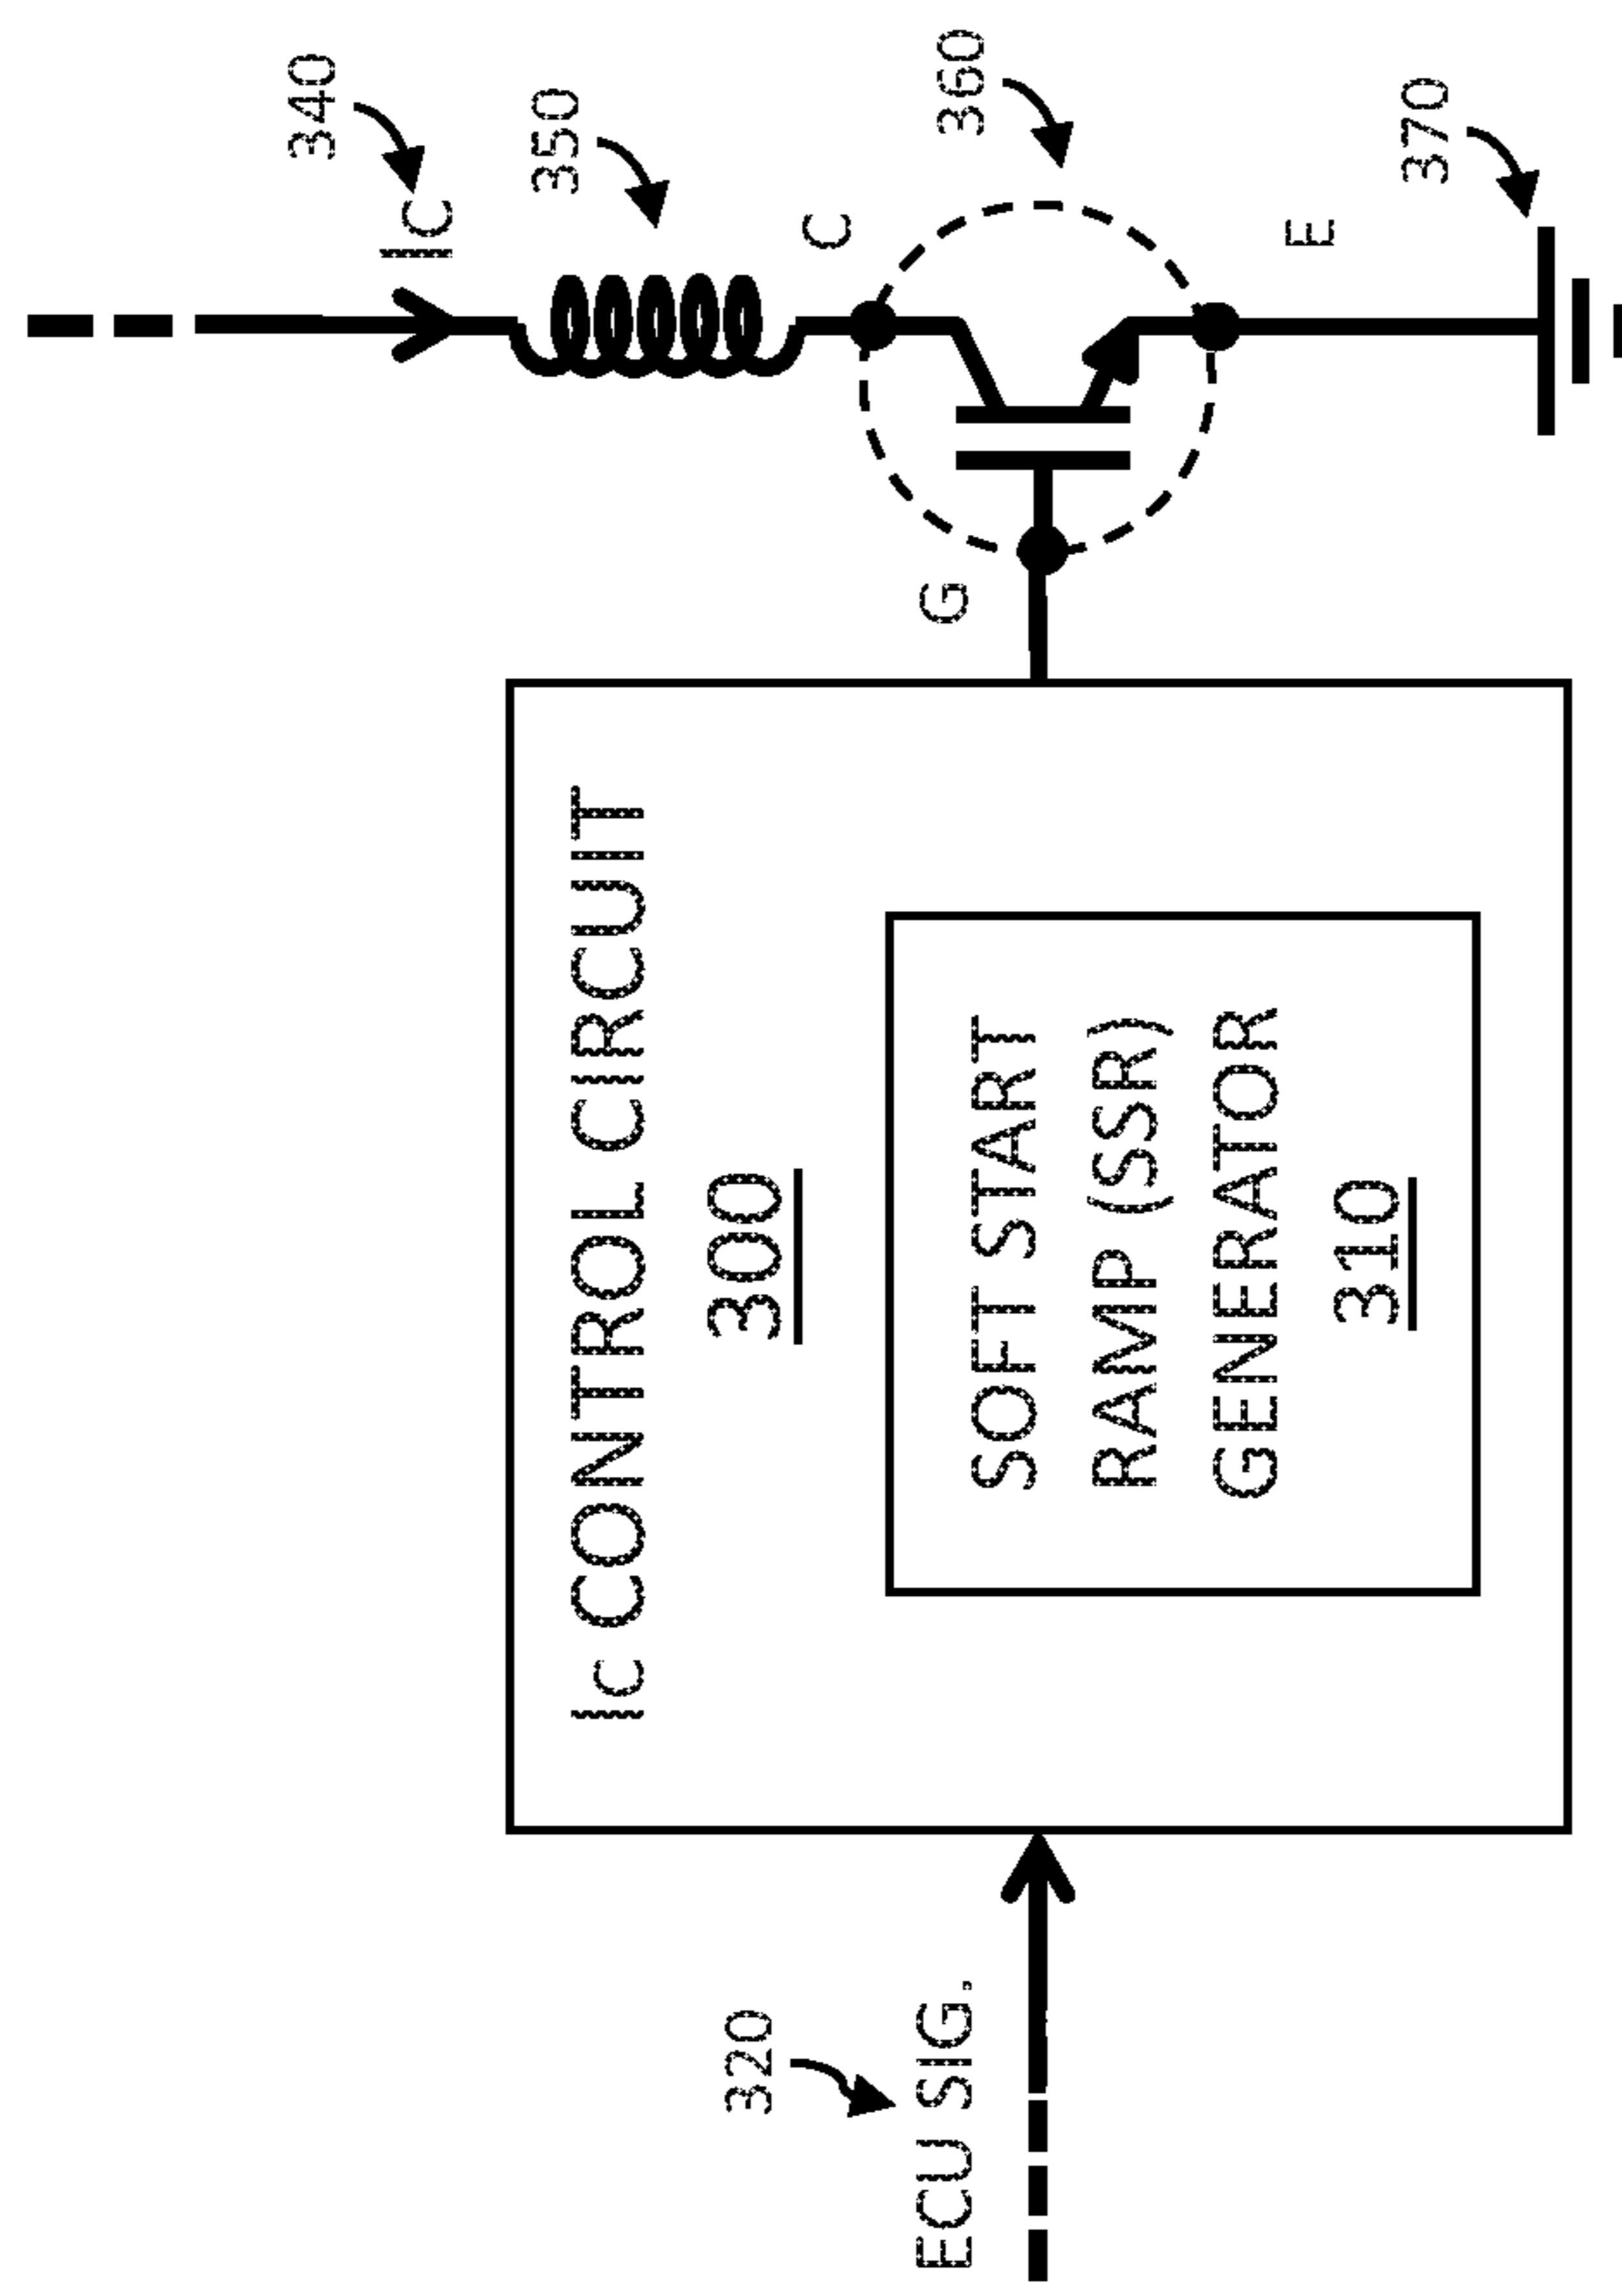 340
IC
350
C
360
G
E
370
IC CONTROL CIRCUIT
300
SOFT START
RAMP (SSR)
GENERATOR
310
320
ECU SIG.